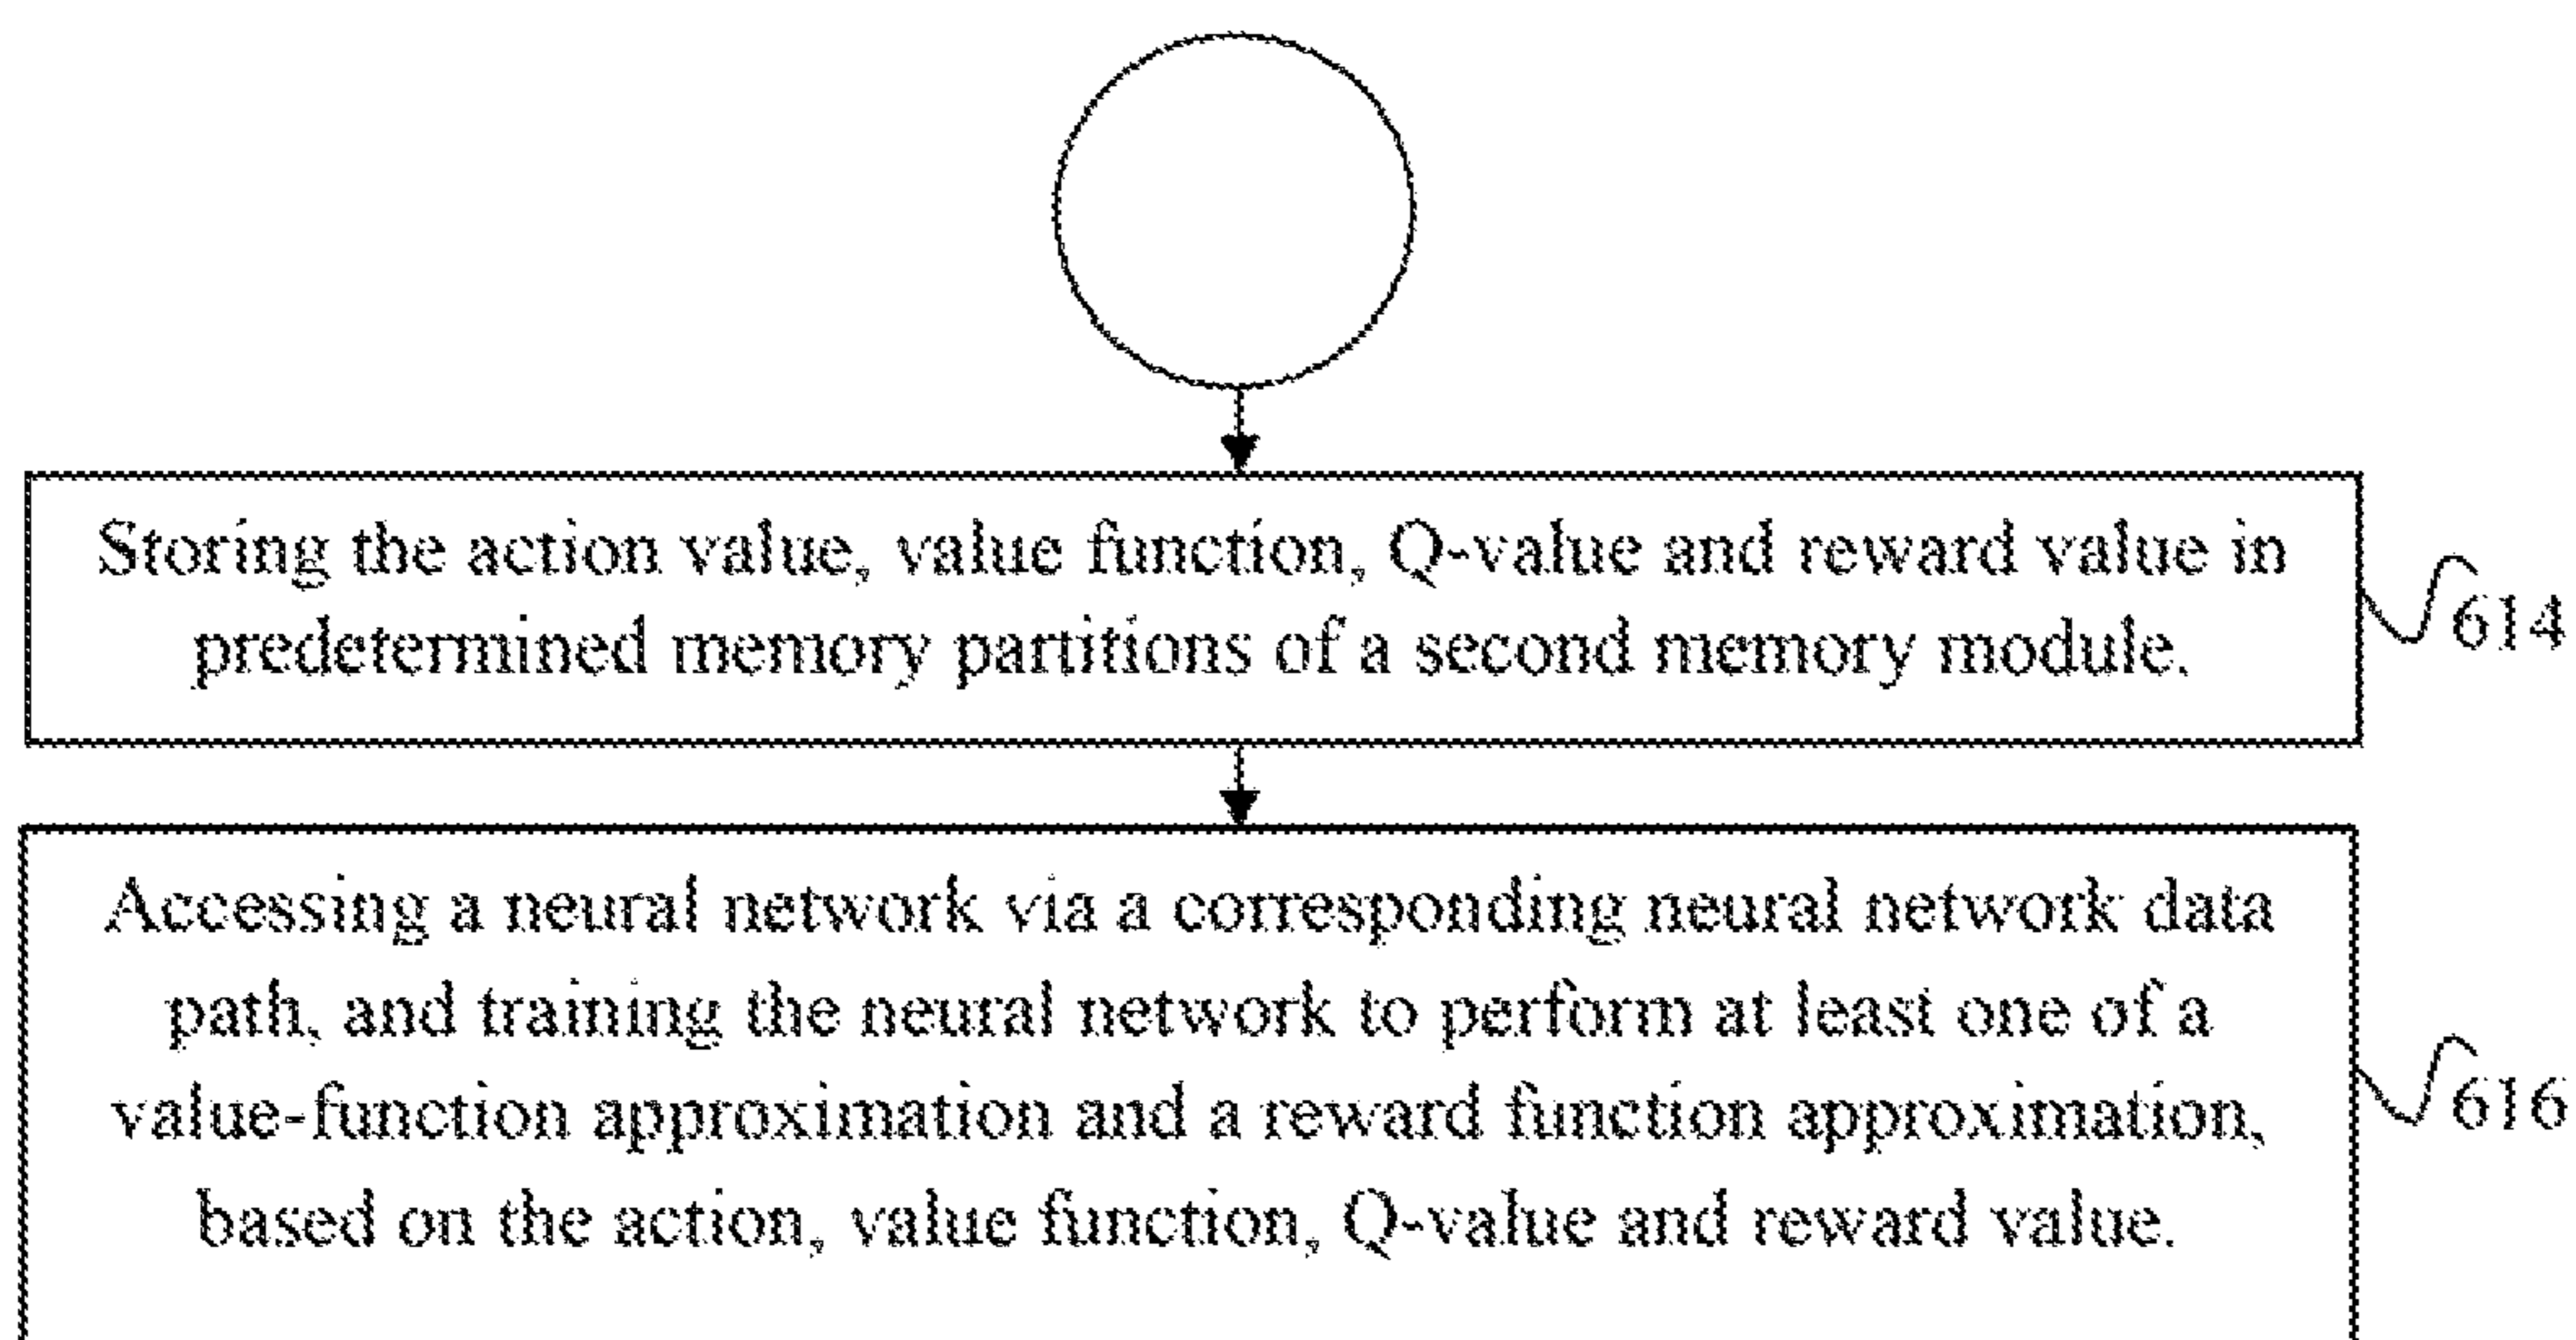 Storing the action value, value function, Q-value and reward value in
predetermined memory partitions of a second memory module.
614
Accessing a neural network via a corresponding neural network data
path, and training the neural network to perform at least one of a
value-function approximation and a reward function approximation,
based on the action, value function, Q-value and reward value.
616